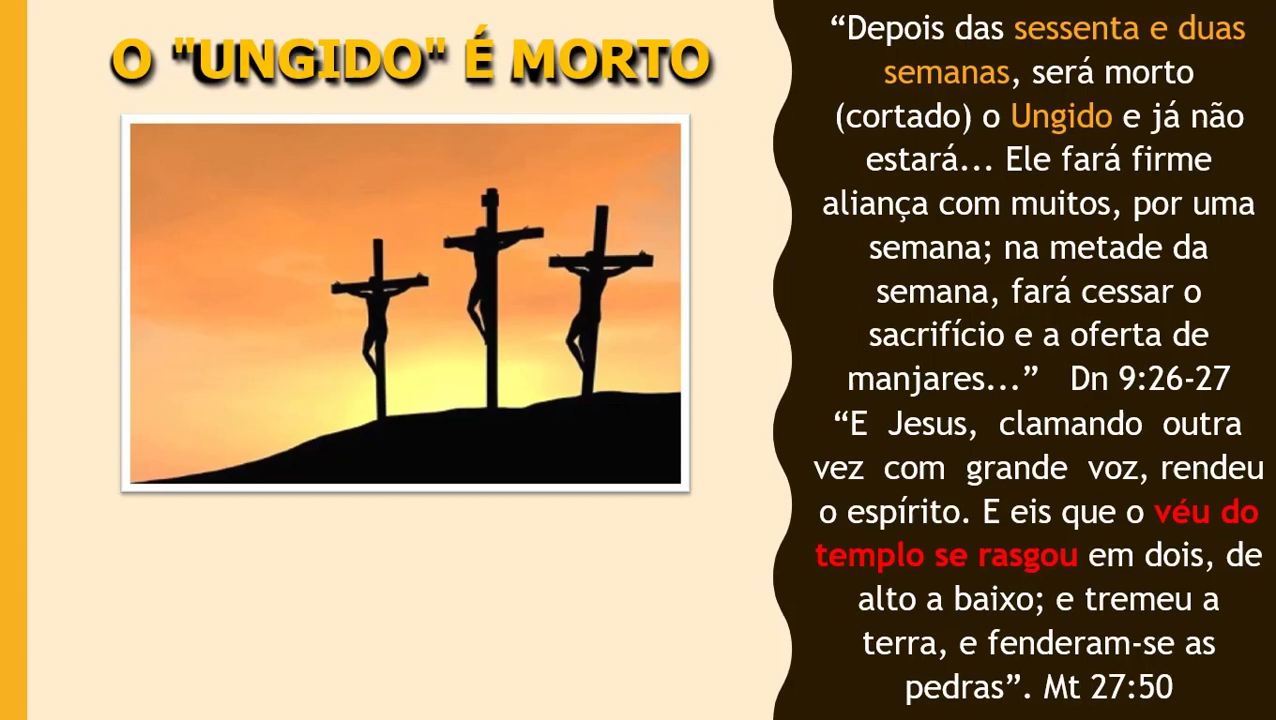 O "UNGIDO" É MORTO
“Depois das sessenta e duas
semanas, será morto
(cortado) o Ungido e já não
estará... Ele fará firme
aliança com muitos, por uma
semana; na metade da
semana, fará cessar o
sacrifício e a oferta de
manjares...” Dn 9:26-27
“E Jesus, clamando outra
vez com grande voz, rendeu
o espírito. E eis que o véu do
templo se rasgou em dois, de
alto a baixo; e tremeu a
terra, e fenderam-se as
pedras”. Mt 27:50